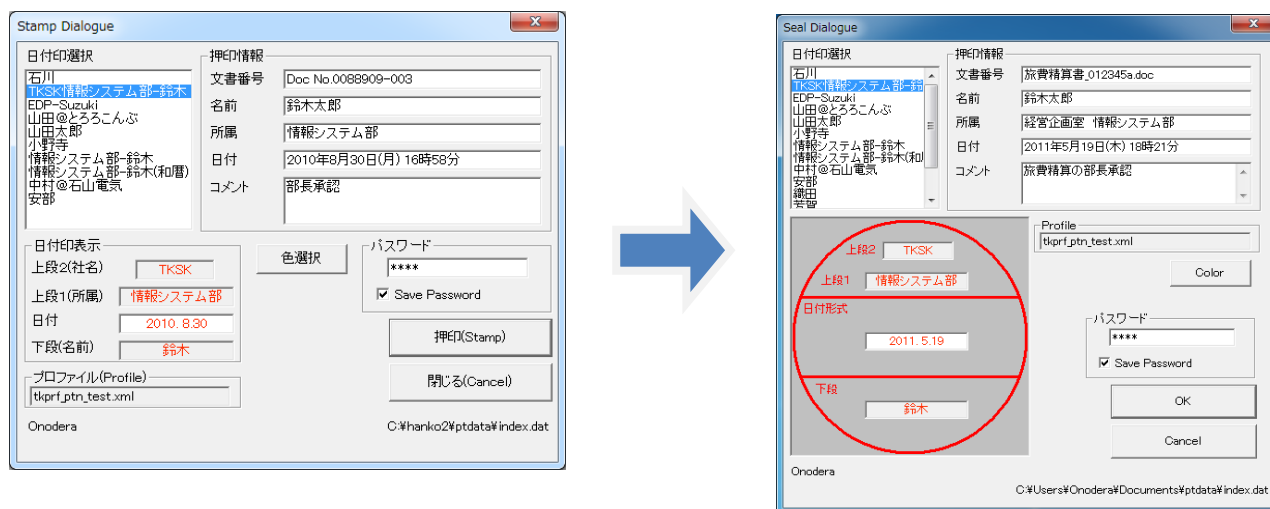 Stamp Dialogue
日付印選択
石川
TKSK情報システム部-鈴木
EDP-Suzuki
山田@とろろこんぶ
山田太郎
小野寺
情報システム部-鈴木
情報システム部-鈴木(和暦)
中村@石山電気
安部
押印情報
文書番号 Doc No.0088909-003
名前 鈴木太郎
所属 情報システム部
日付 2010年8月30日(月) 16時58分
コメント 部長承認
日付印表示
上段2(社名) TKSK
上段1(所属) 情報システム部
日付 2010. 8.30
下段(名前) 鈴木
色選択
パスワード
****
Save Password
押印(Stamp)
閉じる(Cancel)
プロファイル(Profile)
tkprf_ptn_test.xml
Onodera
C:¥hanko2¥ptdata¥index.dat
Seal Dialogue
日付印選択
石川
TKSK情報システム部-鈴
EDP-Suzuki
山田@とろろこんぶ
山田太郎
小野寺
情報システム部-鈴木
情報システム部-鈴木(和
中村@石山電気
安部
織田
押印情報
文書番号 旅費精算書_012345a.doc
名前 鈴木太郎
所属 経営企画室 情報システム部
日付 2011年5月19日(木) 18時21分
コメント 旅費精算の部長承認
上段2 TKSK
上段1 情報システム部
日付形式
2011. 5.19
下段
鈴木
Profile
tkprf_ptn_test.xml
Color
パスワード
****
Save Password
OK
Cancel
Onodera
C:¥Users¥Onodera¥Documents¥ptdata¥index.dat